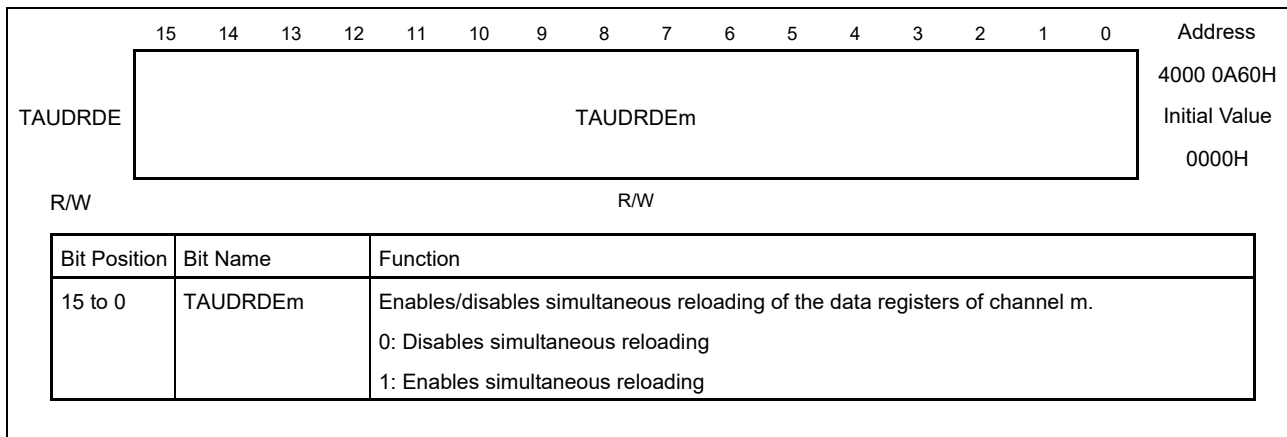 15 14 13 12 11 10 9 8 7 6 5 4 3 2 1 0 Address
4000 0A60H
TAUDRDE TAUDRDEm Initial Value
0000H
R/W R/W
Bit Position Bit Name Function
15 to 0 TAUDRDEm Enables/disables simultaneous reloading of the data registers of channel m.
0: Disables simultaneous reloading
1: Enables simultaneous reloading